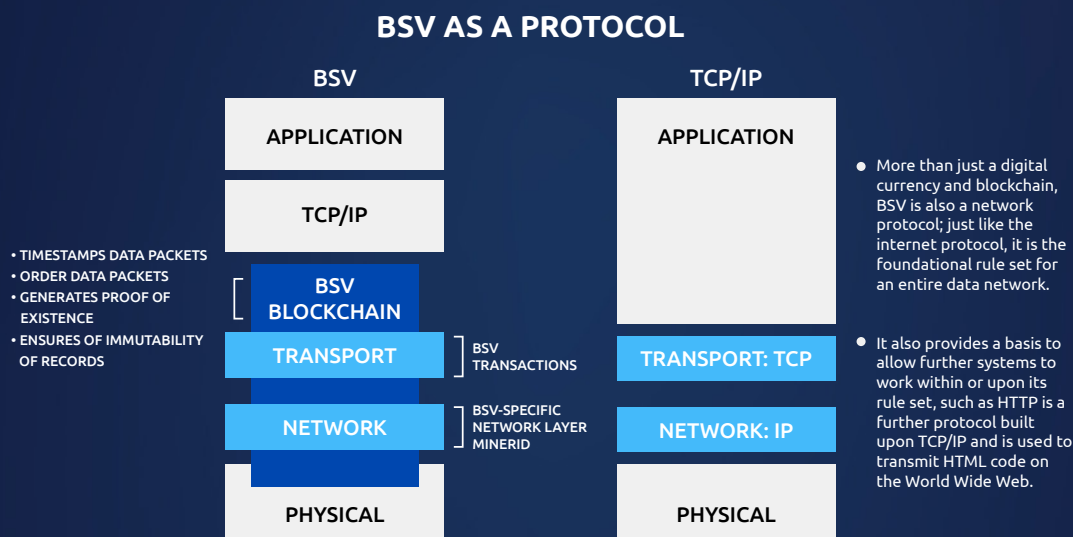 BSV AS A PROTOCOL
BSV
APPLICATION
TCP/IP
• TIMESTAMPS DATA PACKETS
• ORDER DATA PACKETS
• GENERATES PROOF OF
EXISTENCE
• ENSURES OF IMMUTABILITY
OF RECORDS
BSV
BLOCKCHAIN
TRANSPORT
BSV
TRANSACTIONS
NETWORK
BSV-SPECIFIC
NETWORK LAYER
MINERID
PHYSICAL
TCP/IP
APPLICATION
TRANSPORT: TCP
NETWORK: IP
PHYSICAL
• More than just a digital
currency and blockchain,
BSV is also a network
protocol; just like the
internet protocol, it is the
foundational rule set for
an entire data network.
• It also provides a basis to
allow further systems to
work within or upon its
rule set, such as HTTP is a
further protocol built
upon TCP/IP and is used to
transmit HTML code on
the World Wide Web.